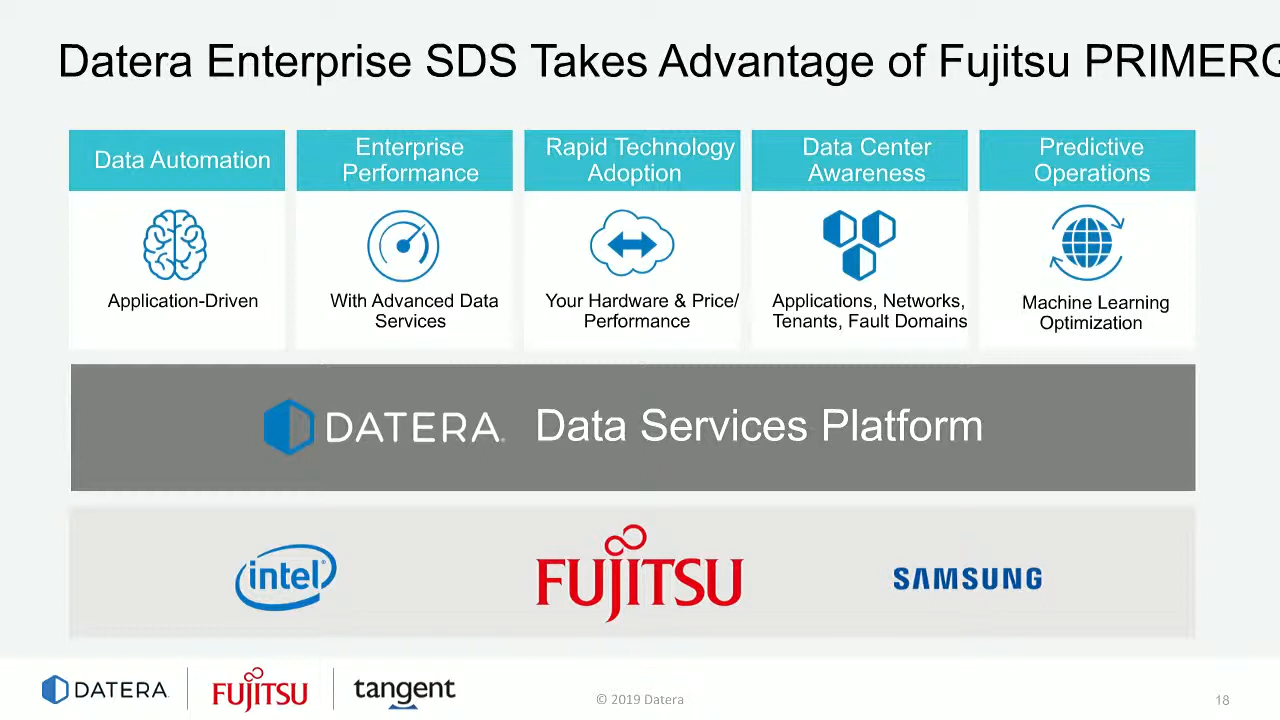 Datera Enterprise SDS Takes Advantage of Fujitsu PRIMERG
Data Automation
Enterprise
Performance
Rapid Technology
Adoption
Data Center
Awareness
Predictive
Operations
Application-Driven
With Advanced Data
Services
Your Hardware & Price/
Performance
Applications, Networks,
Tenants, Fault Domains
Machine Learning
Optimization
DATERA Data Services Platform
intel
FUJITSU
SAMSUNG
DATERA
FUJITSU
tangent
© 2019 Datera
18